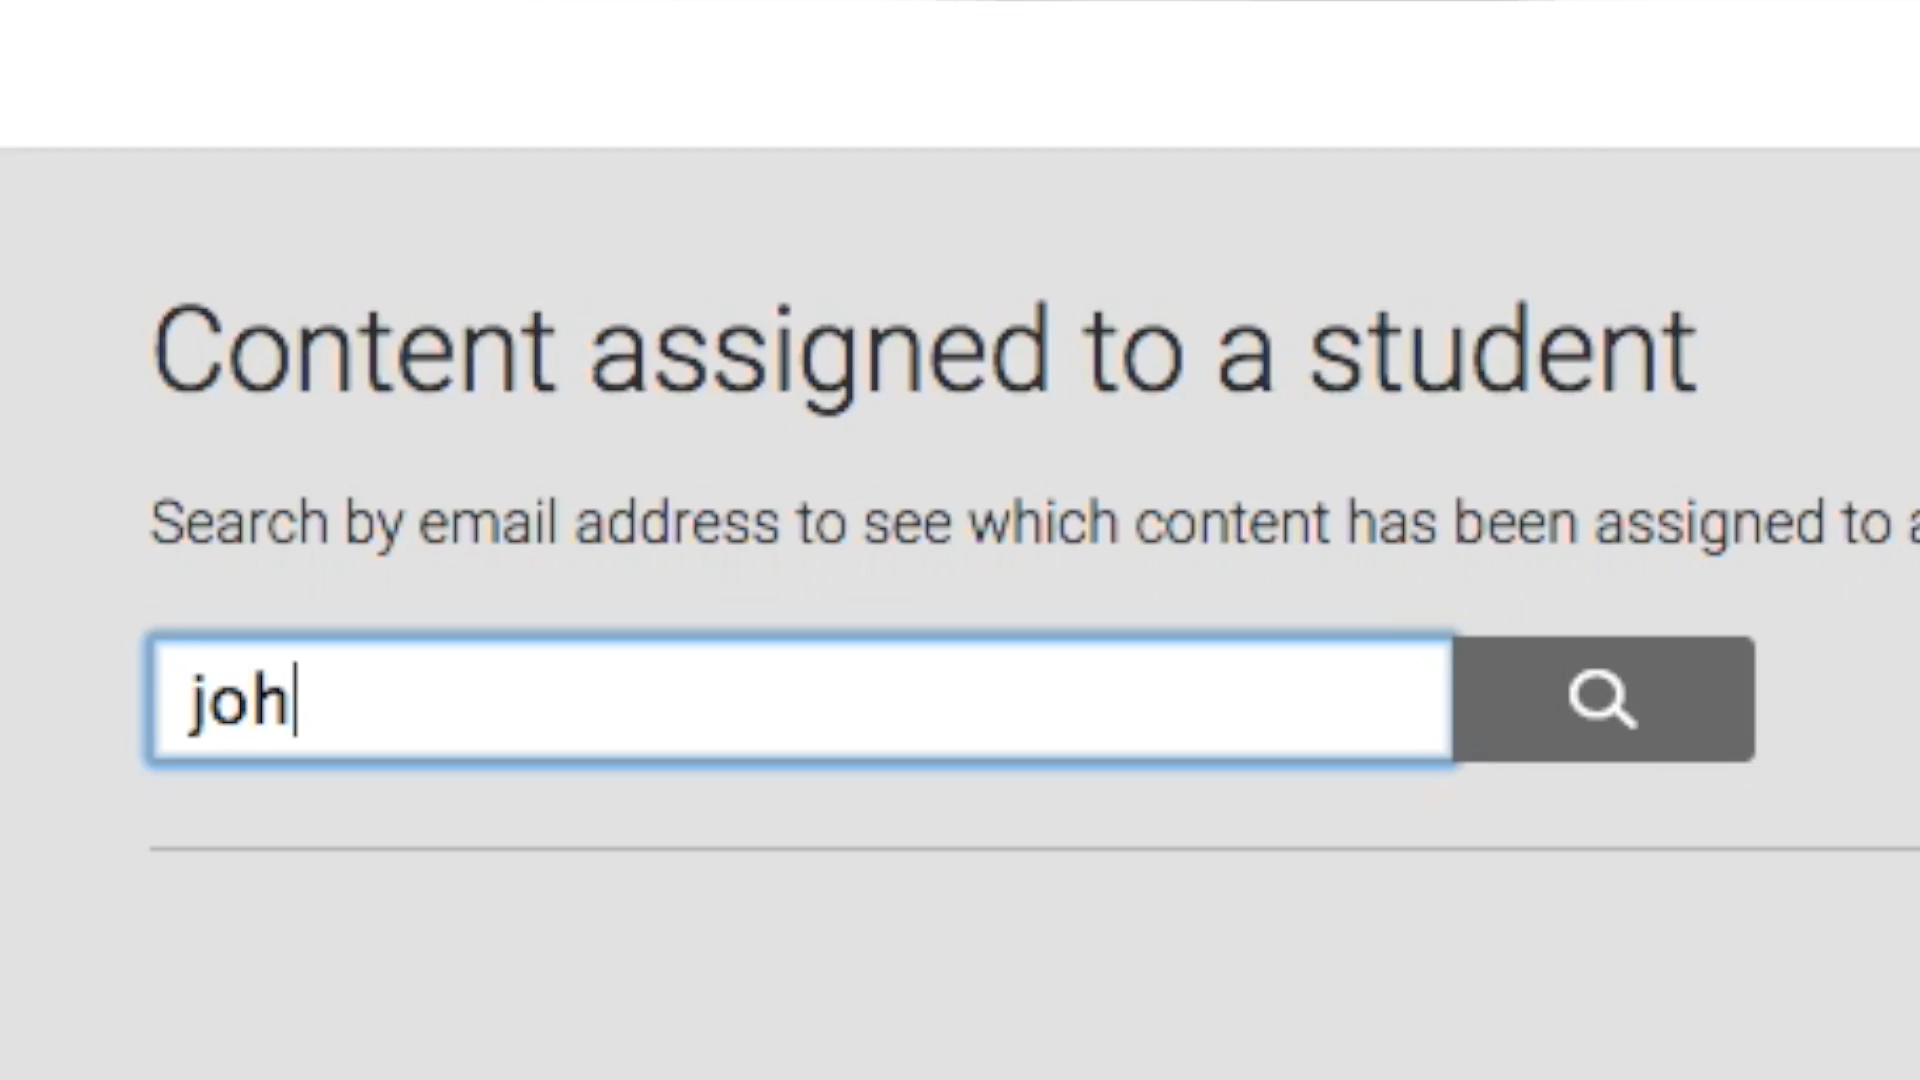 Content assigned to a student
Search by email address to see which content has been assigned to
joh